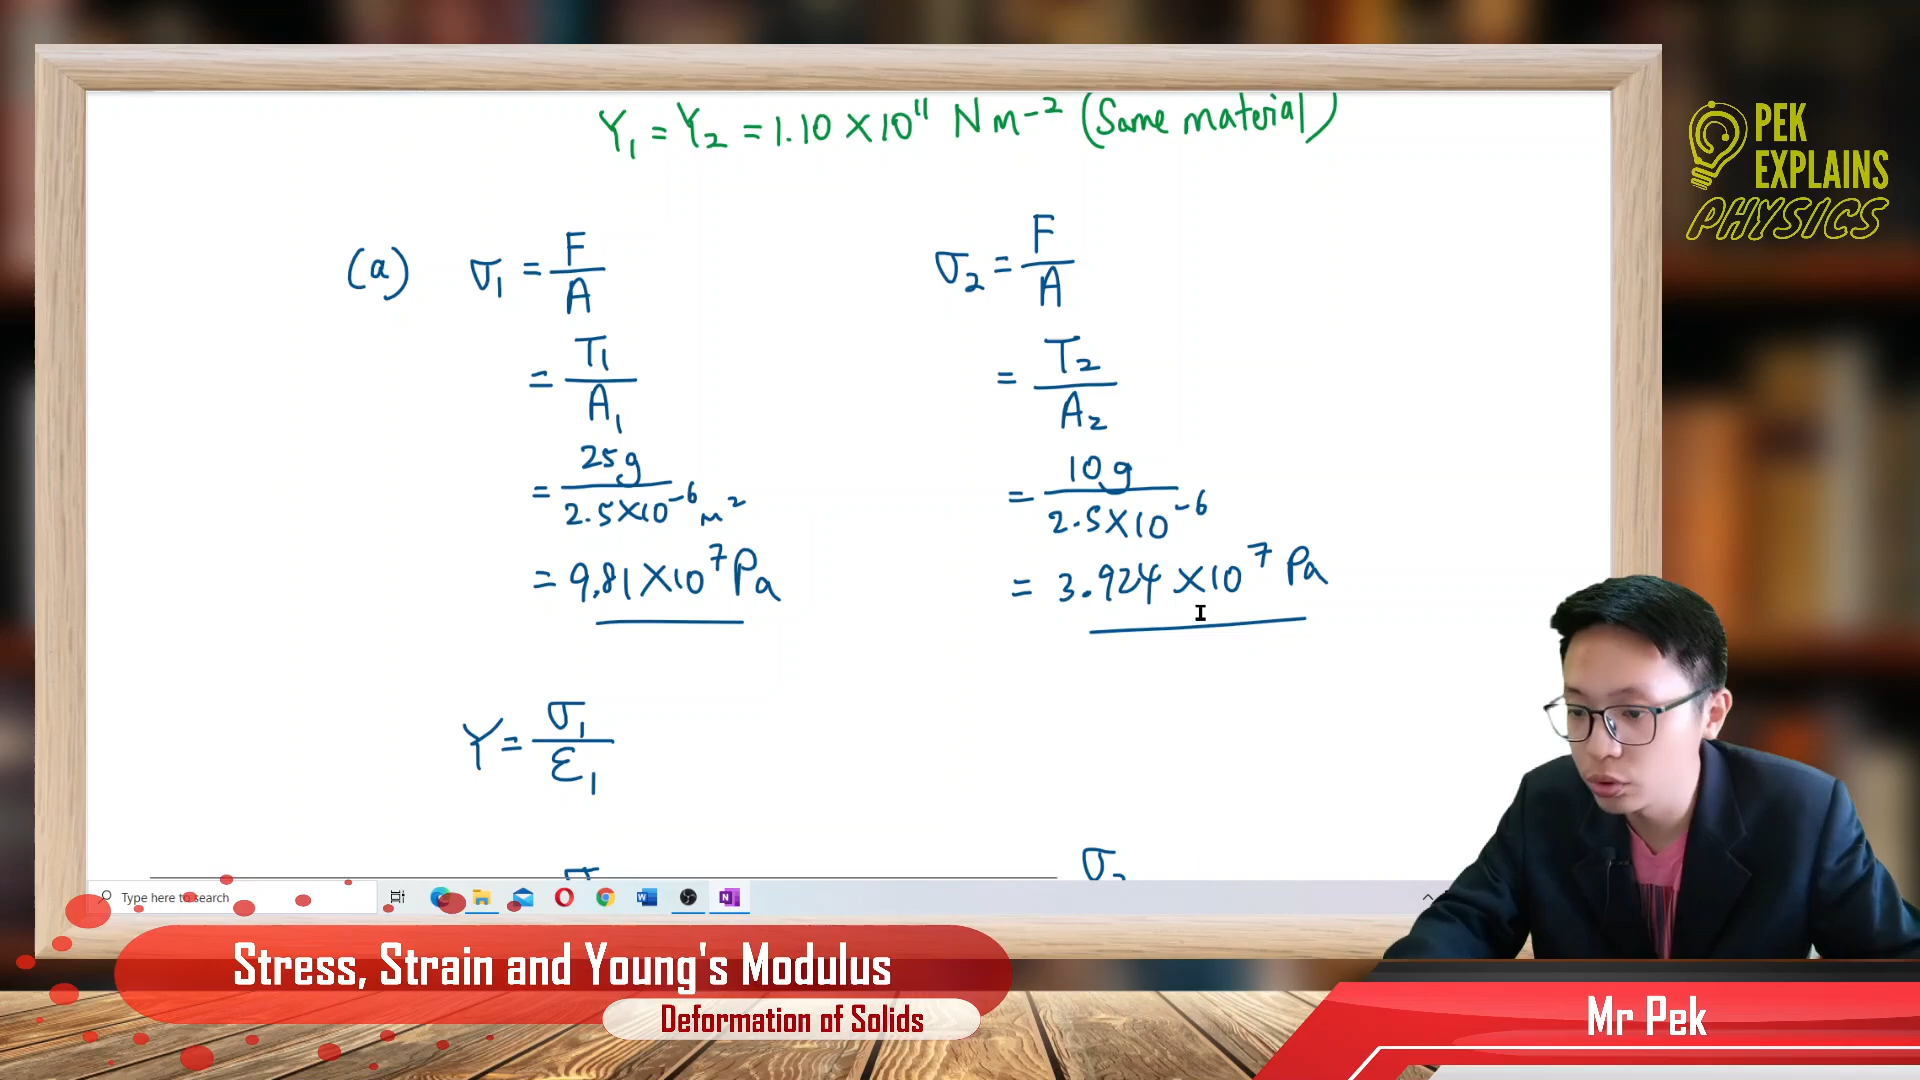 Y₁ = Y₂ = 1.10 × 10¹¹ N m⁻² (Same material)
PEK
EXPLAINS
PHYSICS
(a) σ₁ = F/A
= T₁/A₁
= 25g / 2.5×10⁻⁶ m²
= 9.81 × 10⁷ Pa
σ₂ = F/A
= T₂/A₂
= 10g / 2.5×10⁻⁶
= 3.924 × 10⁷ Pa
Y = σ₁/ε₁
Type here to search
Stress, Strain and Young's Modulus
Deformation of Solids
Mr Pek